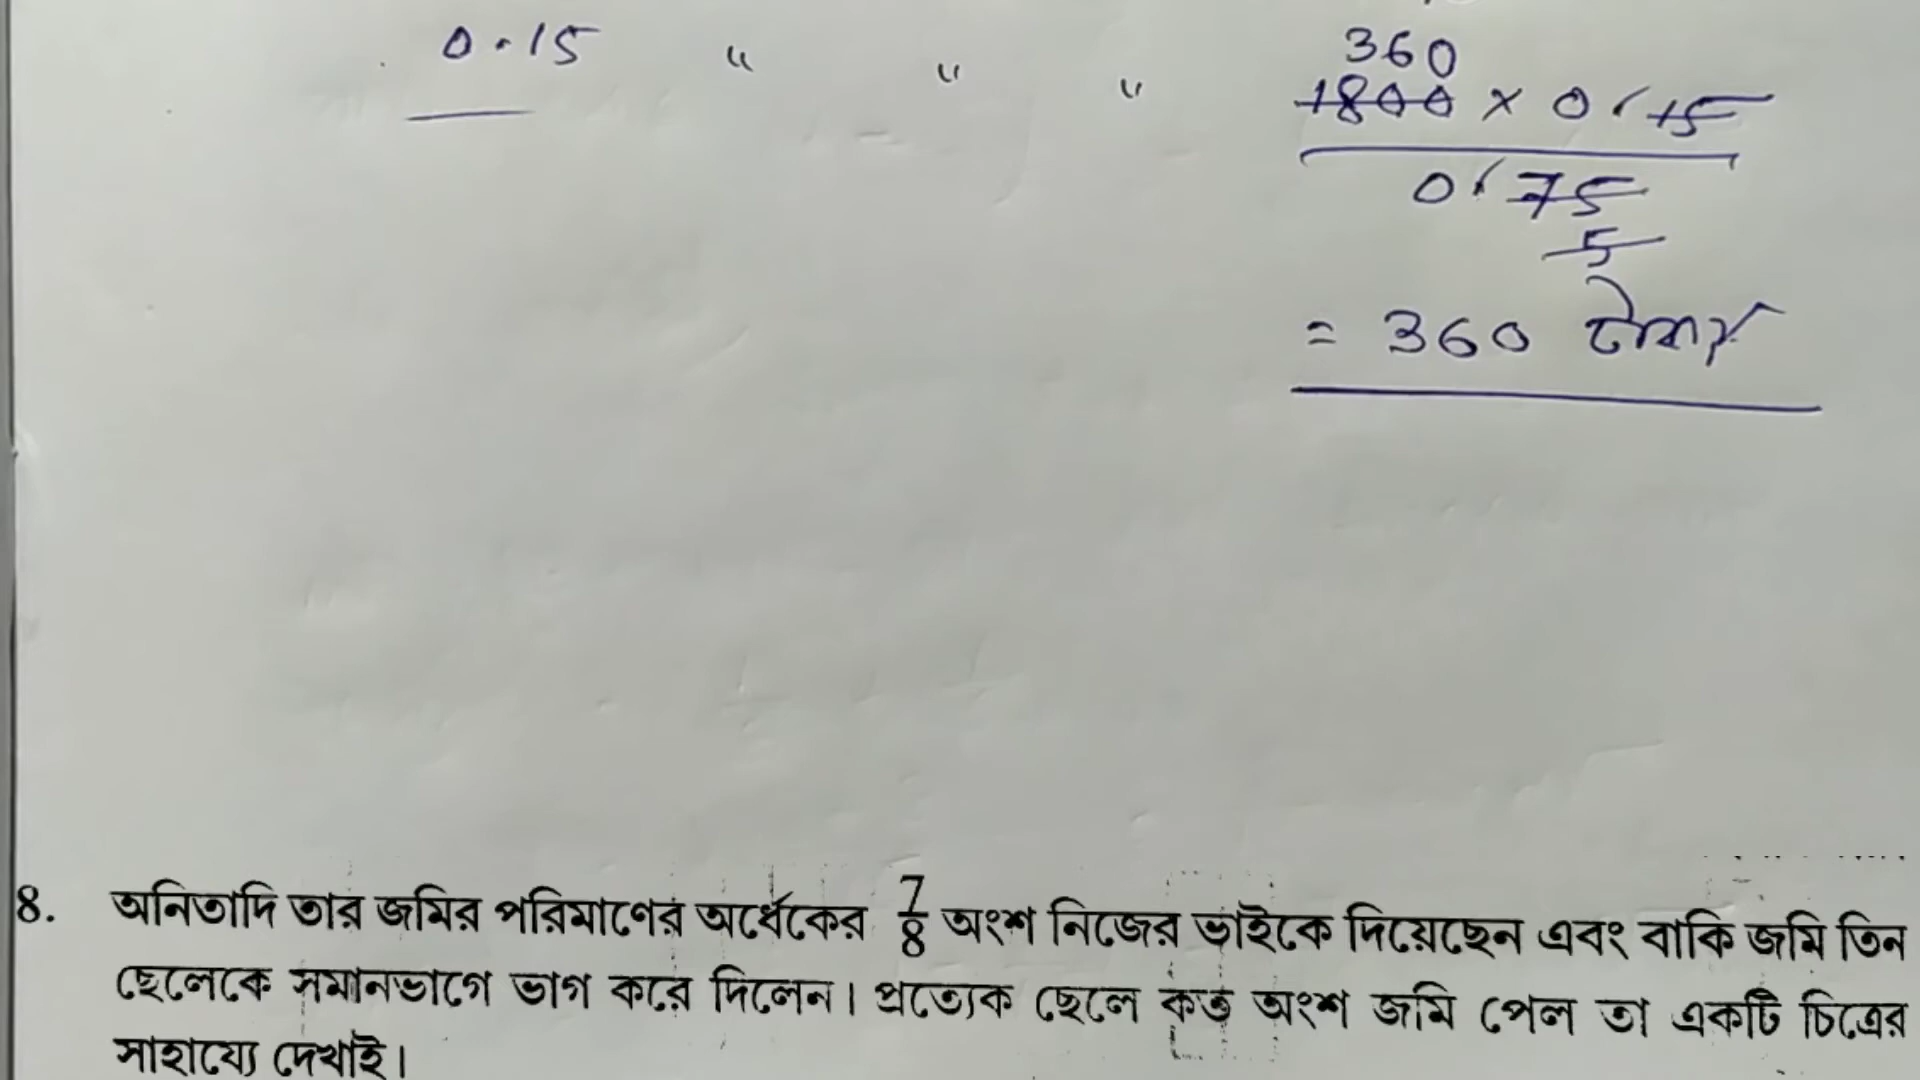 0.15 " " "
360
1800 × 0.15
0.75
5
= 360 টাকা
8. অনিতাদি তার জমির পরিমাণের অর্ধেকের 7/8 অংশ নিজের ভাইকে দিয়েছেন এবং বাকি জমি তিন
ছেলেকে সমানভাগে ভাগ করে দিলেন। প্রত্যেক ছেলে কত অংশ জমি পেল তা একটি চিত্রের
সাহায্যে দেখাই।